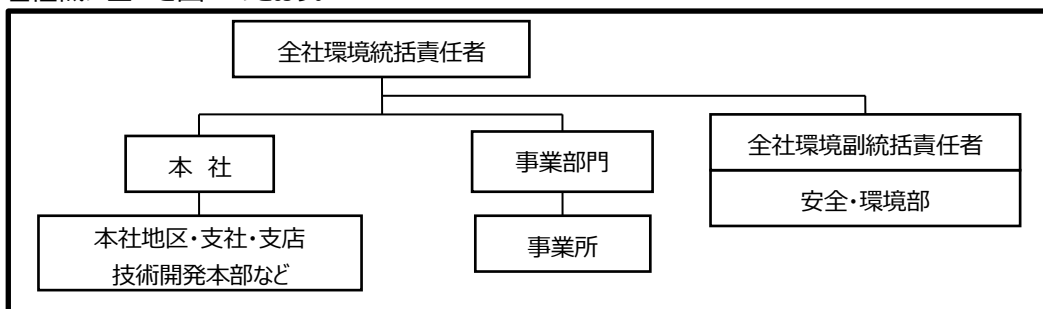 全社環境統括責任者
本 社
事業部門
全社環境副統括責任者
安全・環境部
本社地区・支社・支店
技術開発本部など
事業所